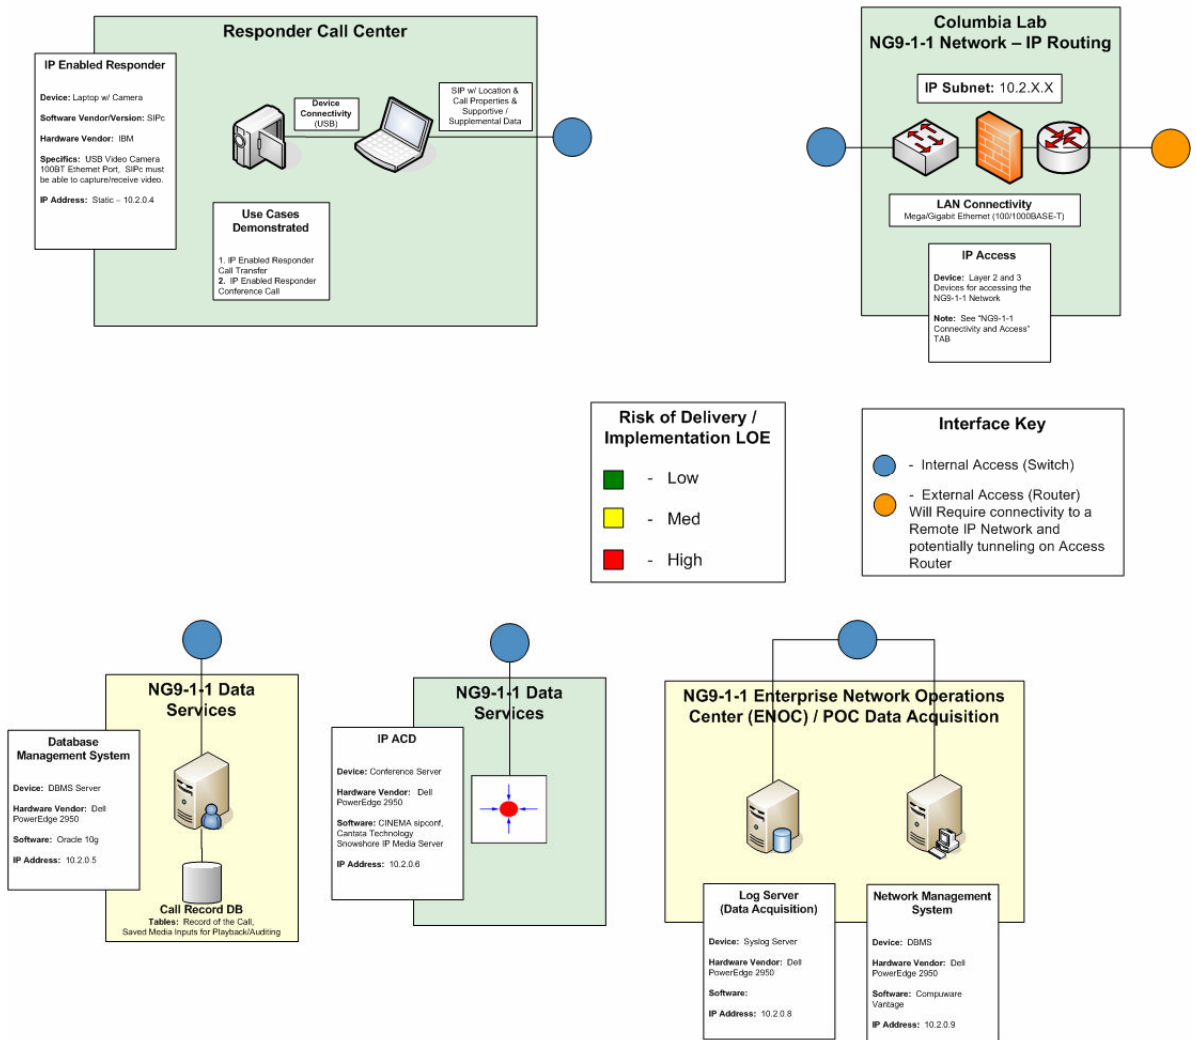 Responder Call Center
IP Enabled Responder
Device: Laptop w/ Camera
Software Vendor/Version: SIPc
Hardware Vendor: IBM
Specifics: USB Video Camera
100BT Ethernet Port, SIPc must
be able to capture/receive video.
IP Address: Static – 10.2.0.4
Device
Connectivity
(USB)
SIP w/ Location &
Call Properties &
Supportive /
Supplemental Data
Use Cases
Demonstrated
1. IP Enabled Responder
Call Transfer
2. IP Enabled Responder
Conference Call
Columbia Lab
NG9-1-1 Network – IP Routing
IP Subnet: 10.2.X.X
LAN Connectivity
Mega/Gigabit Ethernet (100/1000BASE-T)
IP Access
Device: Layer 2 and 3
Devices for accessing the
NG9-1-1 Network
Note: See "NG9-1-1
Connectivity and Access"
TAB
Risk of Delivery /
Implementation LOE
- Low
- Med
- High
Interface Key
- Internal Access (Switch)
- External Access (Router)
Will Require connectivity to a
Remote IP Network and
potentially tunneling on Access
Router
NG9-1-1 Data
Services
Database
Management System
Device: DBMS Server
Hardware Vendor: Dell
PowerEdge 2950
Software: Oracle 10g
IP Address: 10.2.0.5
Call Record DB
Tables: Record of the Call,
Saved Media Inputs for Playback/Auditing
NG9-1-1 Data
Services
IP ACD
Device: Conference Server
Hardware Vendor: Dell
PowerEdge 2950
Software: CINEMA sipconf,
Cantata Technology
Snowshore IP Media Server
IP Address: 10.2.0.6
NG9-1-1 Enterprise Network Operations
Center (ENOC) / POC Data Acquisition
Log Server
(Data Acquisition)
Device: Syslog Server
Hardware Vendor: Dell
PowerEdge 2950
Software:
IP Address: 10.2.0.8
Network Management
System
Device: DBMS
Hardware Vendor: Dell
PowerEdge 2950
Software: Compuware
Vantage
IP Address: 10.2.0.9